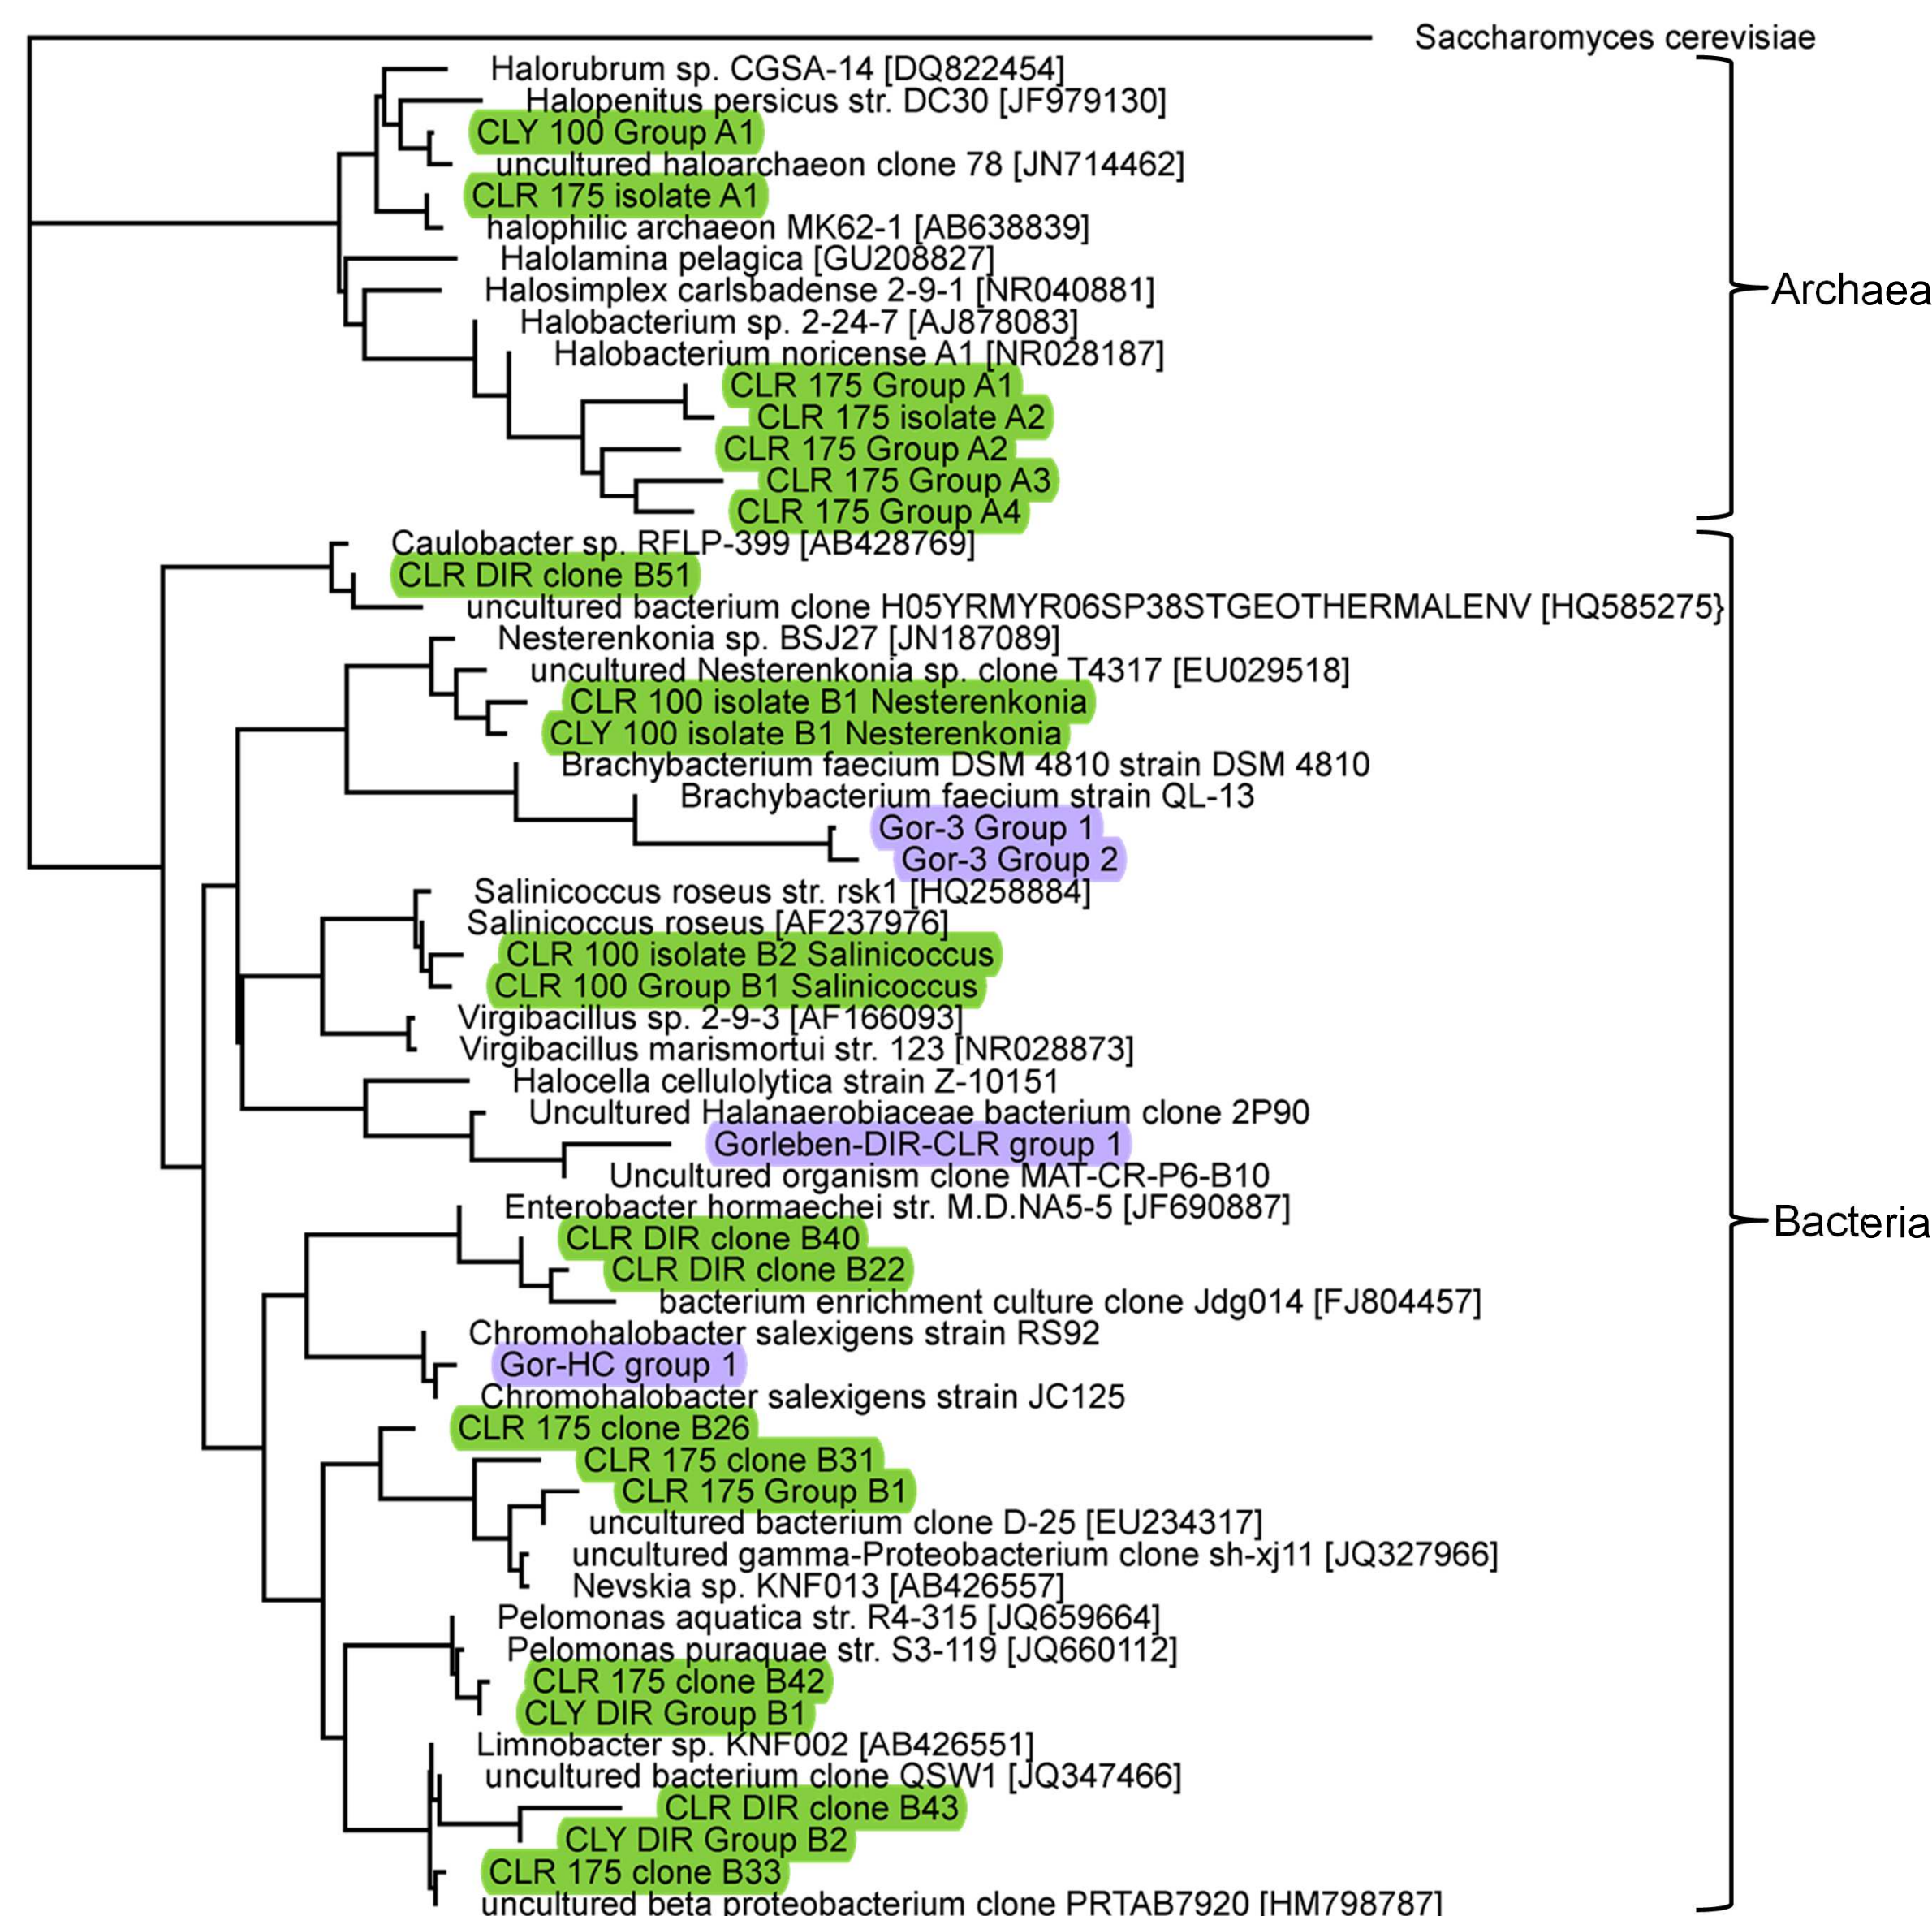 Saccharomyces cerevisiae
Halorubrum sp. CGSA-14 [DQ822454]
Halopenitus persicus str. DC30 [JF979130]
CLY 100 Group A1
uncultured haloarchaeon clone 78 [JN714462]
CLR 175 isolate A1
halophilic archaeon MK62-1 [AB638839]
Halolamina pelagica [GU208827]
Halosimplex carlsbadense 2-9-1 [NR040881]
Archaea
Halobacterium sp. 2-24-7 [AJ878083]
Halobacterium noricense A1 [NR028187]
CLR 175 Group A1
CLR 175 isolate A2
CLR 175 Group A2
CLR 175 Group A3
CLR 175 Group A4
Caulobacter sp. RFLP-399 [AB428769]
CLR DIR clone B51
uncultured bacterium clone H05YRMYR06SP38STGEOTHERMALENV [HQ585275}
Nesterenkonia sp. BSJ27 [JN187089]
uncultured Nesterenkonia sp. clone T4317 [EU029518]
CLR 100 isolate B1 Nesterenkonia
CLY 100 isolate B1 Nesterenkonia
Brachybacterium faecium DSM 4810 strain DSM 4810
Brachybacterium faecium strain QL-13
Gor-3 Group 1
Gor-3 Group 2
Salinicoccus roseus str. rsk1 [HQ258884]
Salinicoccus roseus [AF237976]
CLR 100 isolate B2 Salinicoccus
CLR 100 Group B1 Salinicoccus
Virgibacillus sp. 2-9-3 [AF166093]
Virgibacillus marismortui str. 123 [NR028873]
Halocella cellulolytica strain Z-10151
Uncultured Halanaerobiaceae bacterium clone 2P90
Gorleben-DIR-CLR group 1
Uncultured organism clone MAT-CR-P6-B10
Enterobacter hormaechei str. M.D.NA5-5 [JF690887]
Bacteria
CLR DIR clone B40
CLR DIR clone B22
bacterium enrichment culture clone Jdg014 [FJ804457]
Chromohalobacter salexigens strain RS92
Gor-HC group 1
Chromohalobacter salexigens strain JC125
CLR 175 clone B26
CLR 175 clone B31
CLR 175 Group B1
uncultured bacterium clone D-25 [EU234317]
uncultured gamma-Proteobacterium clone sh-xj11 [JQ327966]
Nevskia sp. KNF013 [AB426557]
Pelomonas aquatica str. R4-315 [JQ659664]
Pelomonas puraquae str. S3-119 [JQ660112]
CLR 175 clone B42
CLY DIR Group B1
Limnobacter sp. KNF002 [AB426551]
uncultured bacterium clone QSW1 [JQ347466]
CLR DIR clone B43
CLY DIR Group B2
CLR 175 clone B33
uncultured beta proteobacterium clone PRTAB7920 [HM798787]